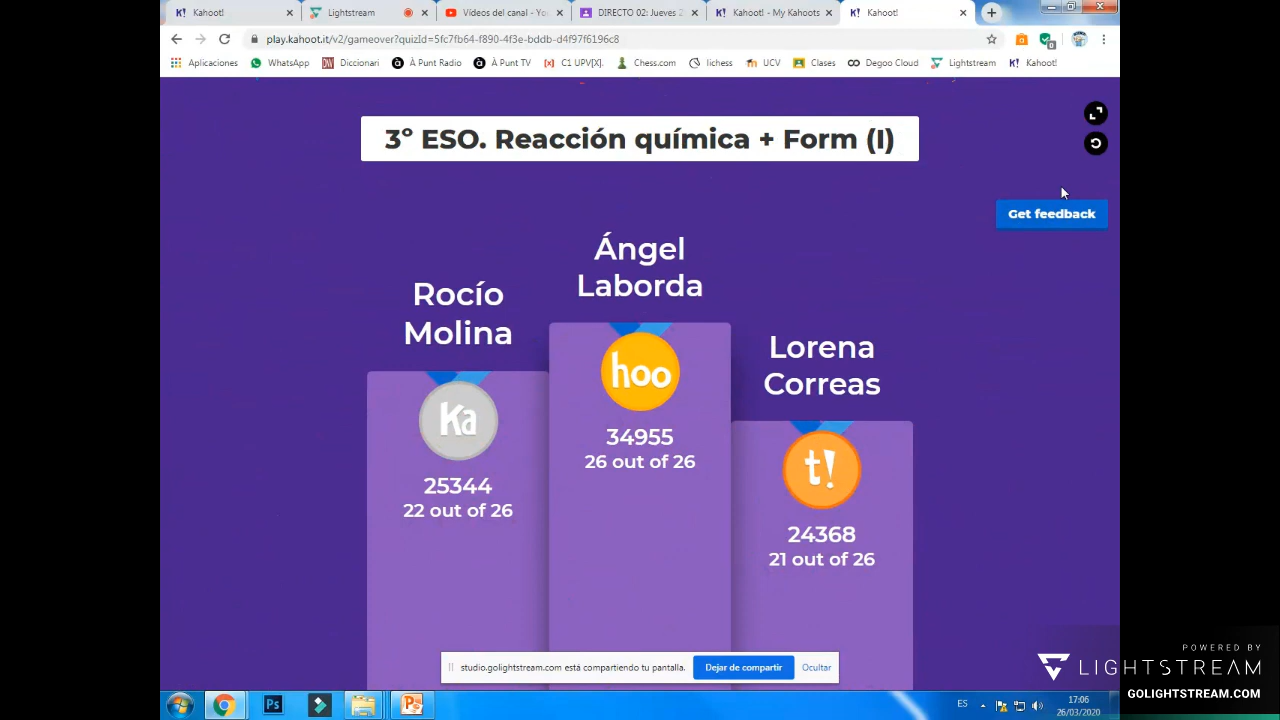 Kahoot!
Lightstream
Vídeos del canal - Yo
DIRECTO 02: Jueves 2
Kahoot! - My Kahoots
Kahoot!
play.kahoot.it/v2/gameover?quizId=5fc7fb64-f890-4f3e-bddb-d4f97f6196c8
Aplicaciones
WhatsApp
Diccionari
À Punt Radio
À Punt TV
C1 UPV[X].
Chess.com
lichess
UCV
Clases
Degoo Cloud
Lightstream
Kahoot!
3º ESO. Reacción química + Form (I)
Get feedback
Ángel
Laborda
hoo
34955
26 out of 26
Rocío
Molina
Ka
25344
22 out of 26
Lorena
Correas
t!
24368
21 out of 26
studio.golightstream.com está compartiendo tu pantalla.
Dejar de compartir
Ocultar
POWERED BY
LIGHTSTREAM
GOLIGHTSTREAM.COM
Ps
ES
17:06
26/03/2020